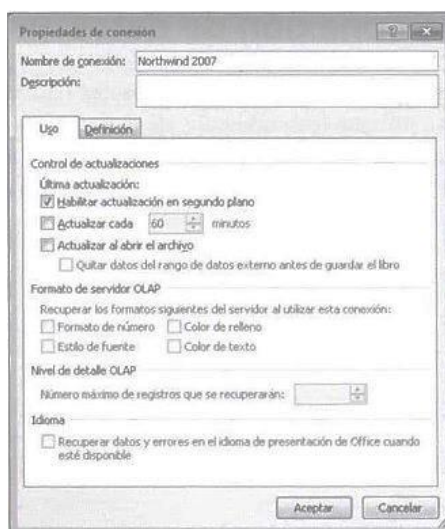 Propiedades de conexión
Nombre de conexión: Northwind 2007
Descripción:
Uso Definición
Control de actualizaciones
Última actualización:
Habilitar actualización en segundo plano
Actualizar cada 60 minutos
Actualizar al abrir el archivo
Quitar datos del rango de datos externo antes de guardar el libro
Formato de servidor OLAP
Recuperar los formatos siguientes del servidor al utilizar esta conexión:
Formato de número Color de relleno
Estilo de fuente Color de texto
Nivel de detalle OLAP
Número máximo de registros que se recuperarán:
Idioma
Recuperar datos y errores en el idioma de presentación de Office cuando
esté disponible
Aceptar Cancelar